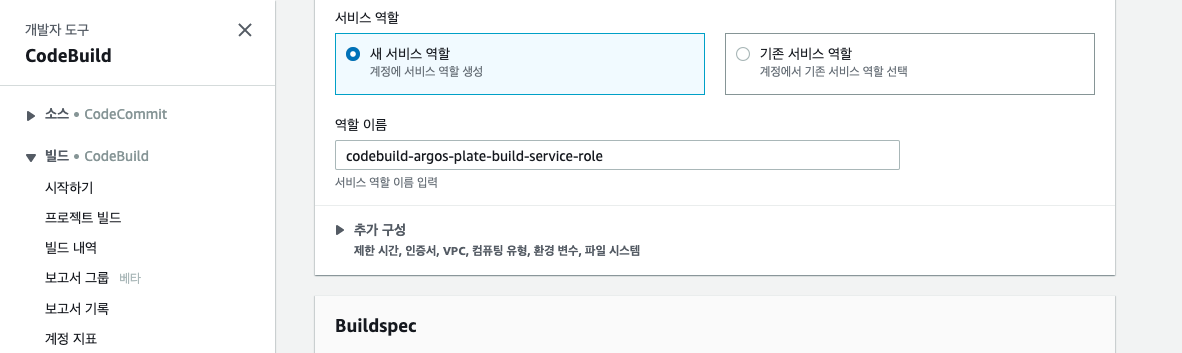 개발자 도구
CodeBuild
소스 • CodeCommit
빌드 • CodeBuild
시작하기
프로젝트 빌드
빌드 내역
보고서 그룹 베타
보고서 기록
계정 지표
서비스 역할
새 서비스 역할
계정에 서비스 역할 생성
기존 서비스 역할
계정에서 기존 서비스 역할 선택
역할 이름
codebuild-argos-plate-build-service-role
서비스 역할 이름 입력
추가 구성
제한 시간, 인증서, VPC, 컴퓨팅 유형, 환경 변수, 파일 시스템
Buildspec